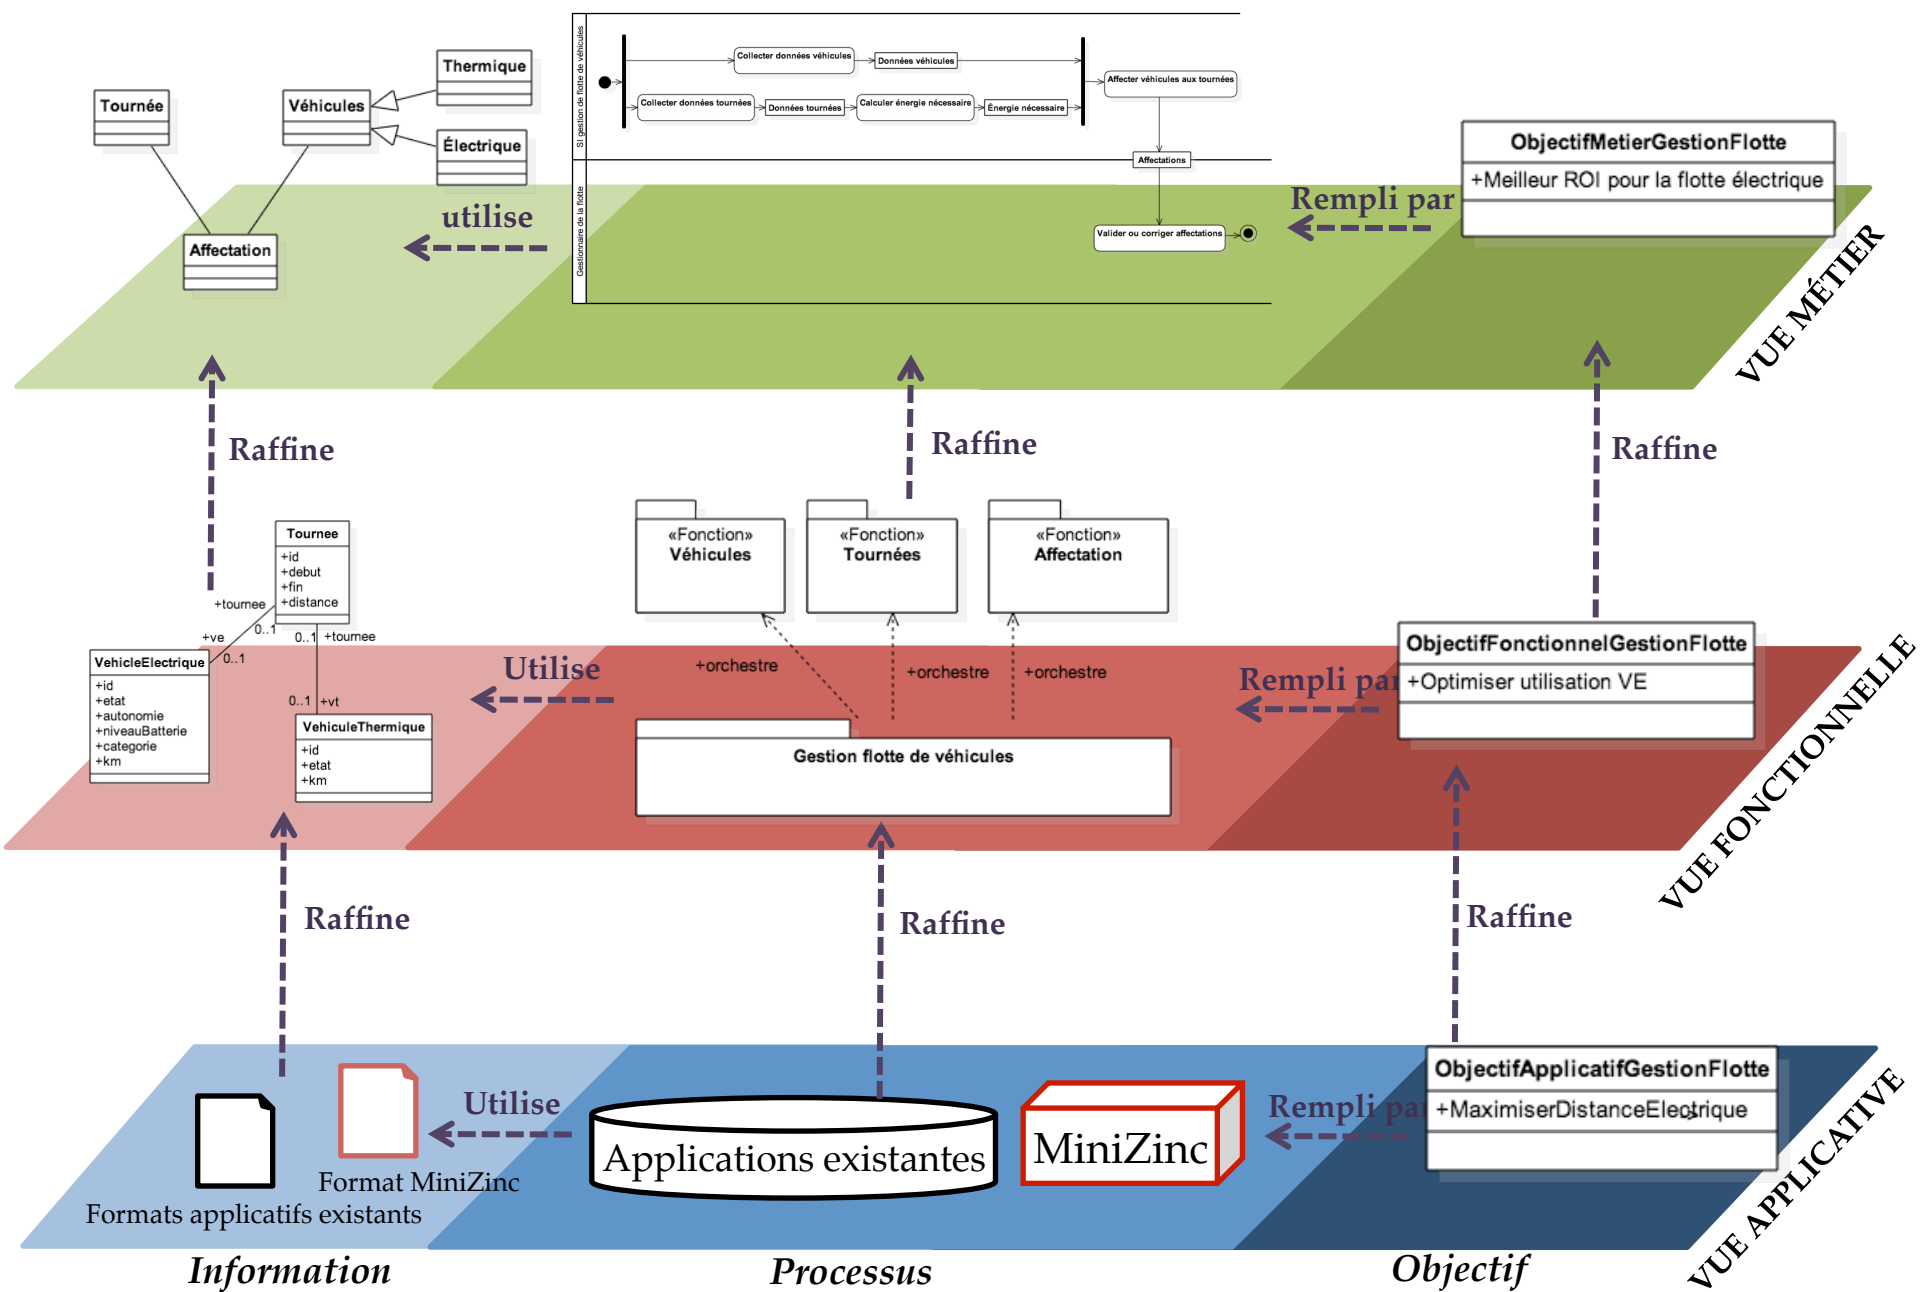 Tournée
Véhicules
Thermique
Électrique
Affectation
utilise
SI gestion de flotte de véhicules
Gestionnaire de la flotte
Collecter données véhicules
Données véhicules
Collecter données tournées
Données tournées
Calculer énergie nécessaire
Énergie nécessaire
Affecter véhicules aux tournées
Affectations
Valider ou corriger affectations
Rempli par
ObjectifMetierGestionFlotte
+Meilleur ROI pour la flotte électrique
VUE MÉTIER
Raffine
Raffine
Raffine
Tournee
+id
+debut
+fin
+distance
+tournee
0..1
+ve
0..1
0..1
+tournee
0..1
+vt
VehicleElectrique
+id
+etat
+autonomie
+niveauBatterie
+categorie
+km
VehiculeThermique
+id
+etat
+km
Utilise
«Fonction»
Véhicules
«Fonction»
Tournées
«Fonction»
Affectation
+orchestre
+orchestre
+orchestre
Gestion flotte de véhicules
Rempli par
ObjectifFonctionnelGestionFlotte
+Optimiser utilisation VE
VUE FONCTIONNELLE
Raffine
Raffine
Raffine
Format MiniZinc
Formats applicatifs existants
Utilise
Applications existantes
MiniZinc
Rempli par
ObjectifApplicatifGestionFlotte
+MaximiserDistanceElectrique
VUE APPLICATIVE
Information
Processus
Objectif